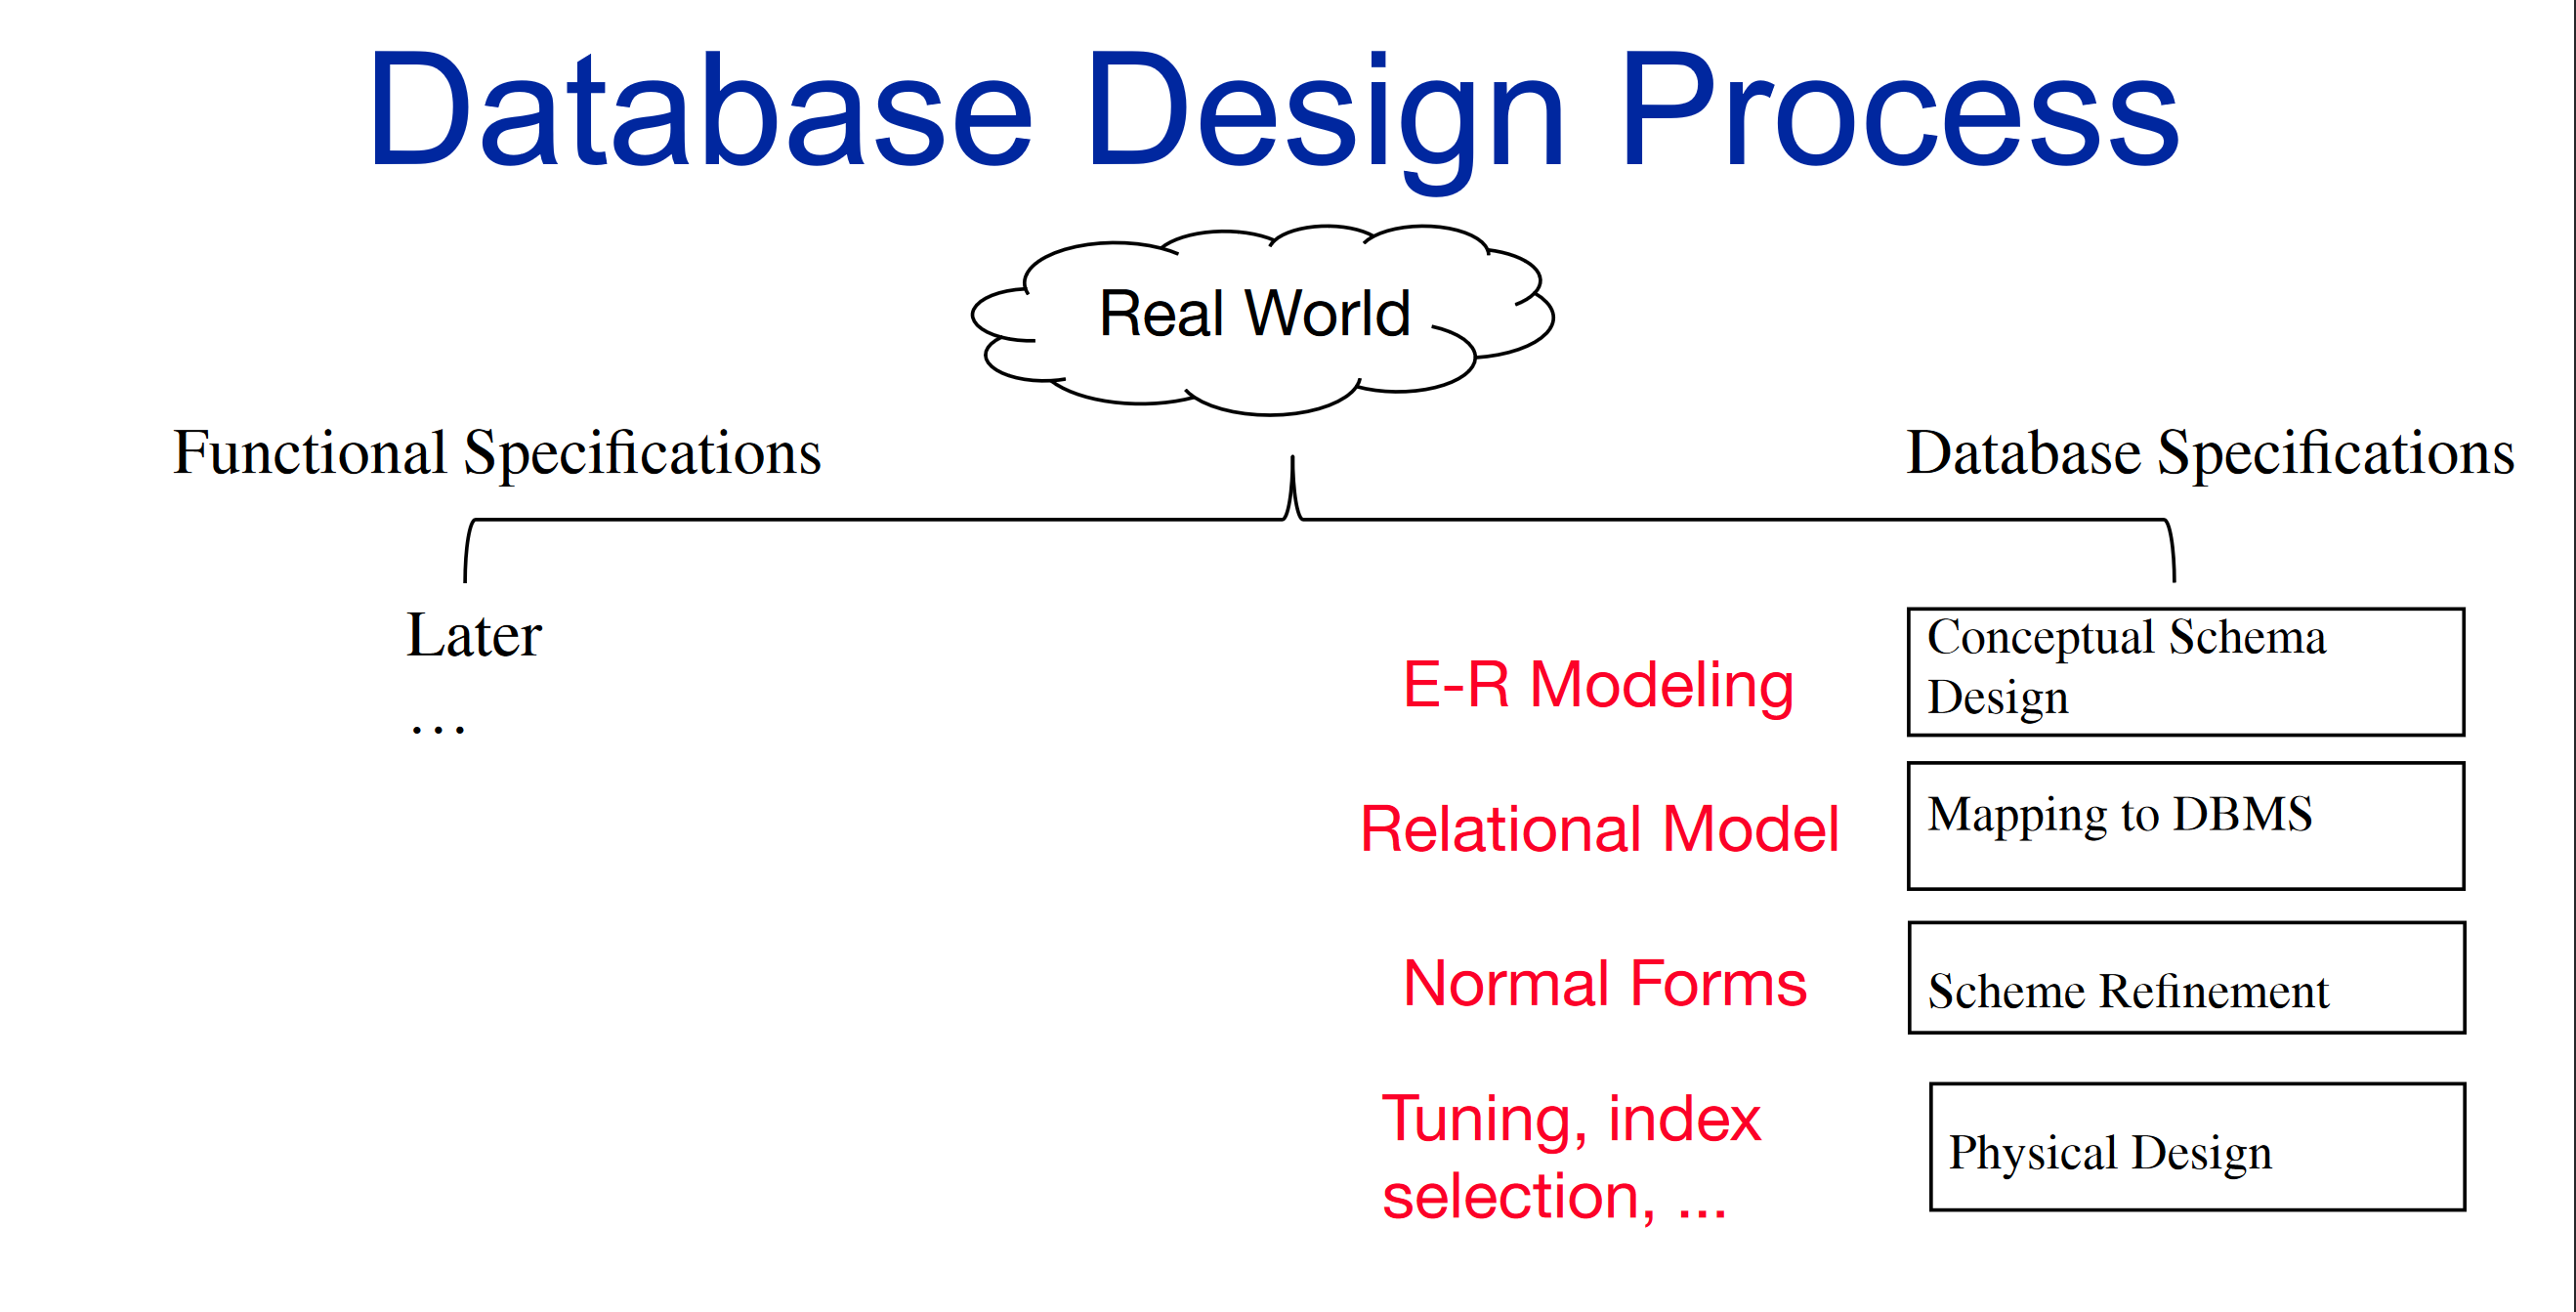 Database Design Process
Real World
Functional Specifications
Database Specifications
Later
…
E-R Modeling
Conceptual Schema
Design
Relational Model
Mapping to DBMS
Normal Forms
Scheme Refinement
Tuning, index
selection, ...
Physical Design